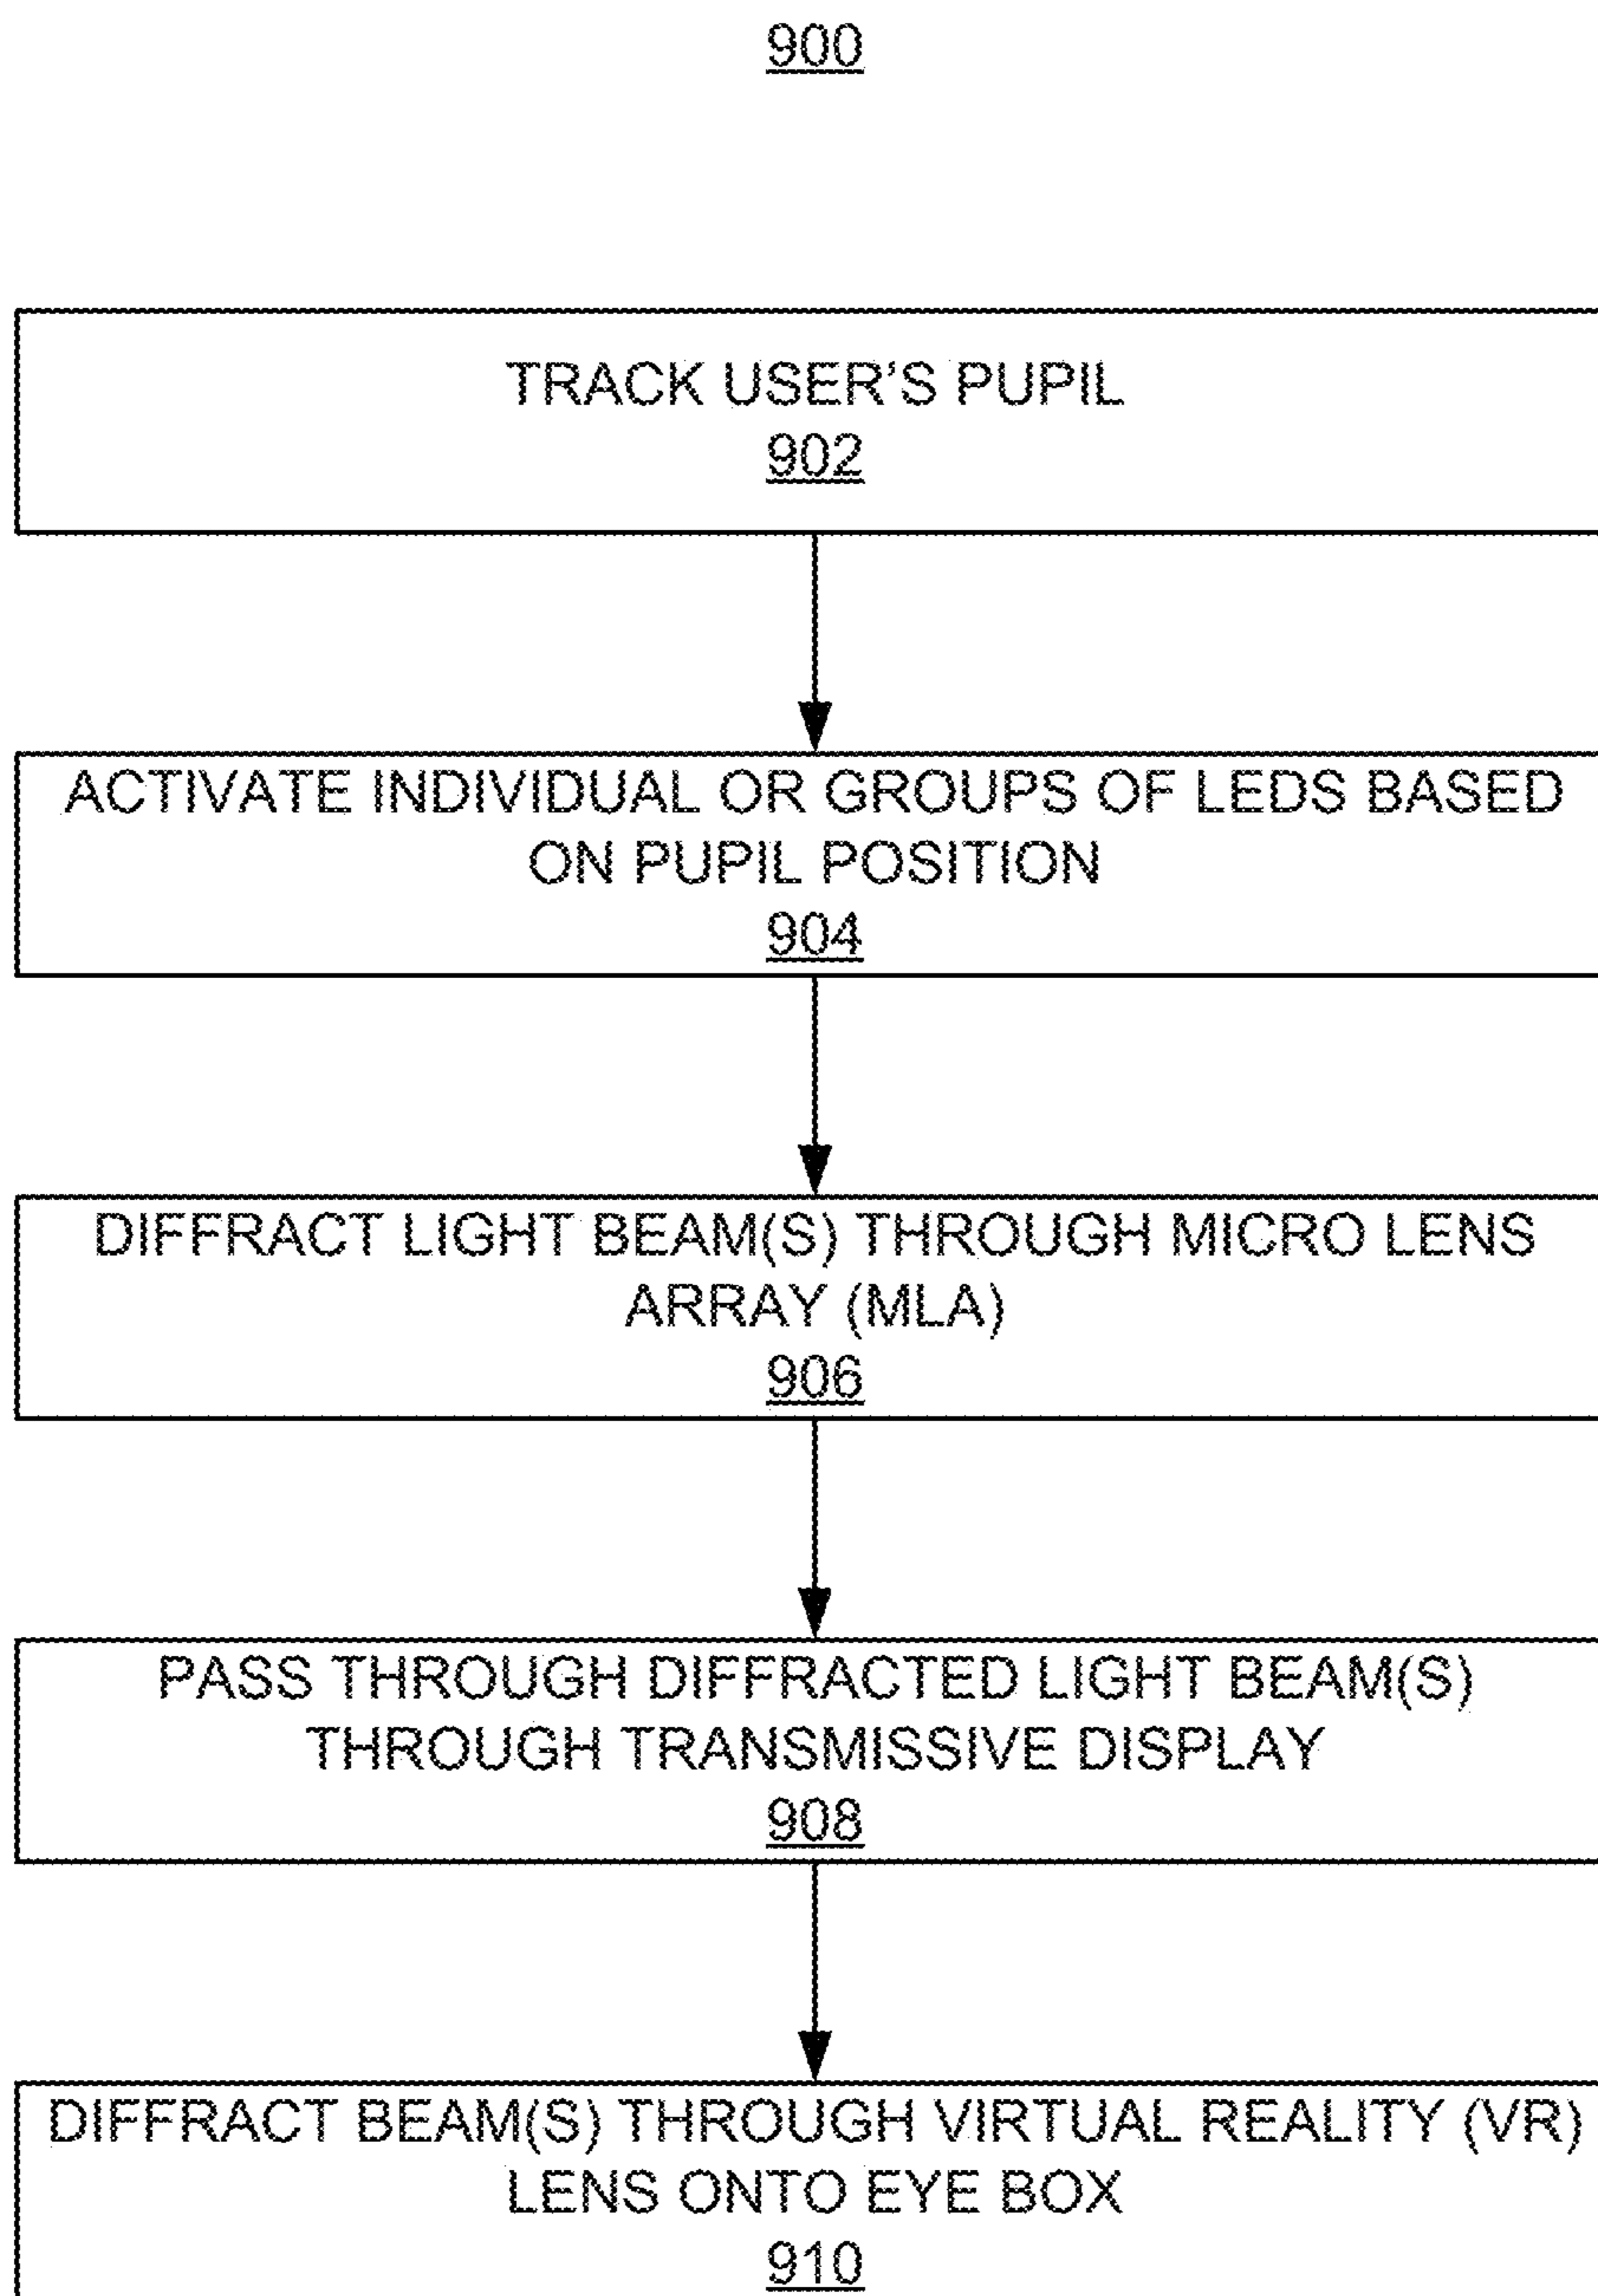 900
TRACK USER'S PUPIL
902
ACTIVATE INDIVIDUAL OR GROUPS OF LEDS BASED
ON PUPIL POSITION
904
DIFFRACT LIGHT BEAM(S) THROUGH MICRO LENS
ARRAY (MLA)
906
PASS THROUGH DIFFRACTED LIGHT BEAM(S)
THROUGH TRANSMISSIVE DISPLAY
908
DIFFRACT BEAM(S) THROUGH VIRTUAL REALITY (VR)
LENS ONTO EYE BOX
910